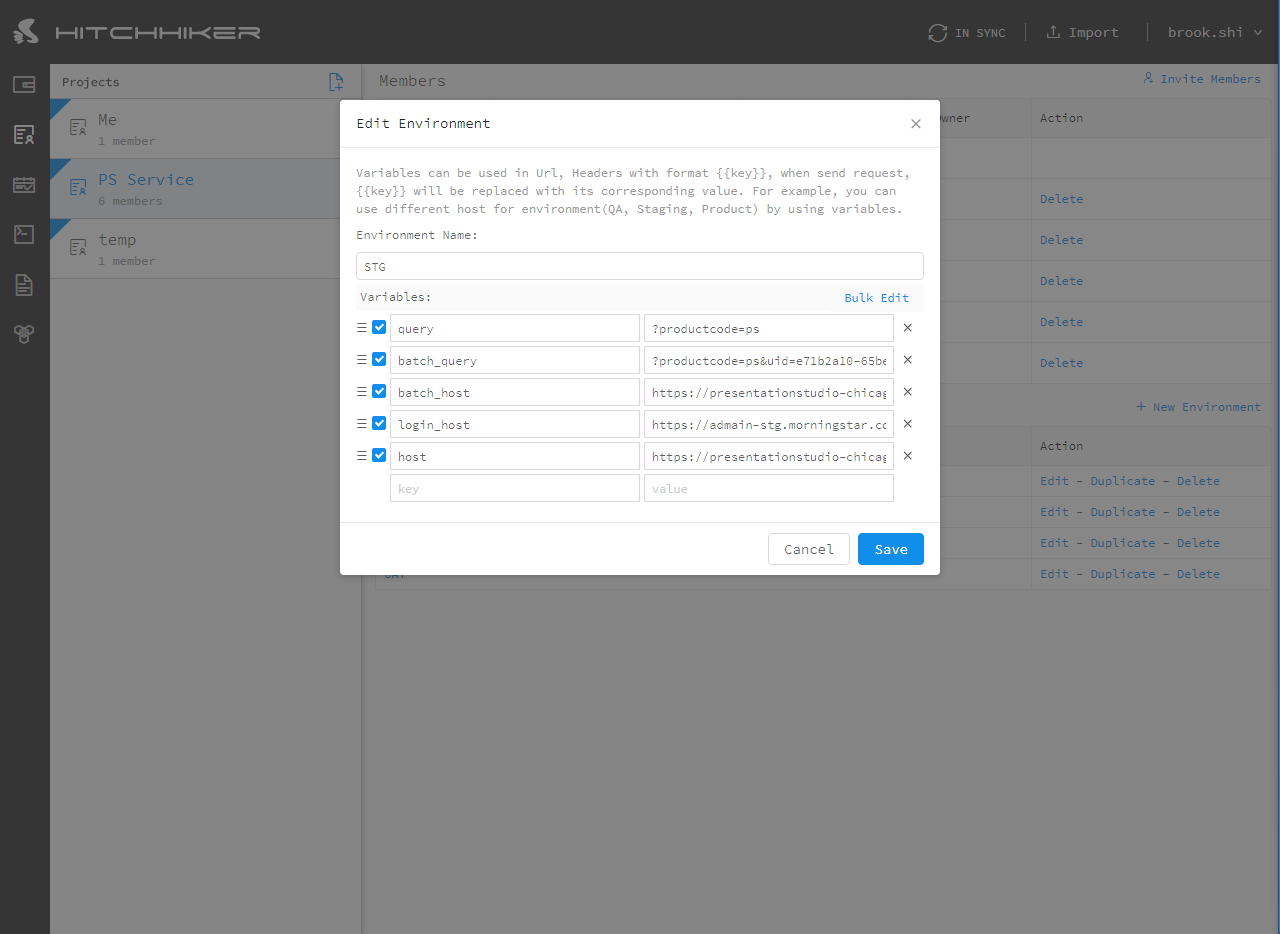 HITCHHIKER
IN SYNC
Import
brook.shi
Projects
Me
1 member
PS Service
6 members
temp
1 member
Members
Invite Members
Action
Delete
Delete
Delete
Delete
Delete
+ New Environment
Action
Edit - Duplicate - Delete
Edit - Duplicate - Delete
Edit - Duplicate - Delete
Edit - Duplicate - Delete
Edit Environment
Variables can be used in Url, Headers with format {{key}}, when send request,
{{key}} will be replaced with its corresponding value. For example, you can
use different host for environment(QA, Staging, Product) by using variables.
Environment Name:
STG
Variables:
Bulk Edit
query
?productcode=ps
batch_query
?productcode=ps&uid=e71b2a10-65be
batch_host
https://presentationstudio-chicag
login_host
https://admain-stg.morningstar.co
host
https://presentationstudio-chicag
key
value
Cancel
Save